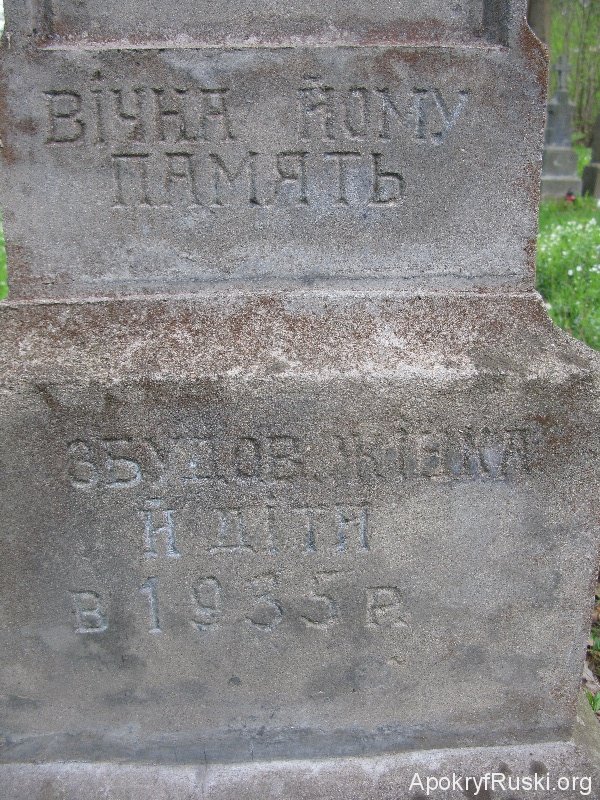 ВІЧНА ЙОМУ
ПАМЯТЬ
ЗБУДОВ. ЖІНКА
Й ДІТИ
В 1935 Р.
ApokryfRuski.org